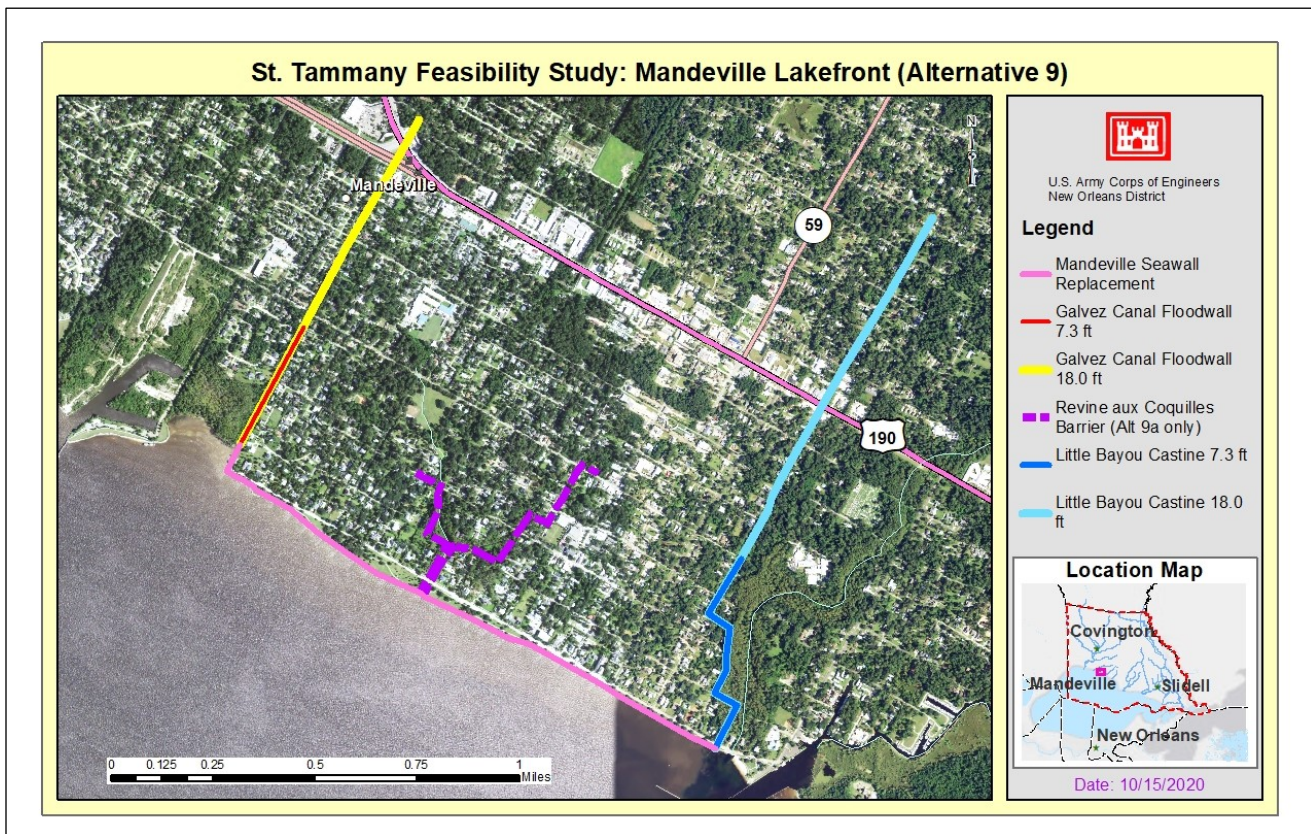 St. Tammany Feasibility Study: Mandeville Lakefront (Alternative 9)
N
Mandeville
59
190
0 0.125 0.25 0.5 0.75 1
Miles
U.S. Army Corps of Engineers
New Orleans District
Legend
Mandeville Seawall
Replacement
Galvez Canal Floodwall
7.3 ft
Galvez Canal Floodwall
18.0 ft
Revine aux Coquilles
Barrier (Alt 9a only)
Little Bayou Castine 7.3 ft
Little Bayou Castine 18.0
ft
Location Map
Covington
Mandeville
Slidell
New Orleans
Date: 10/15/2020